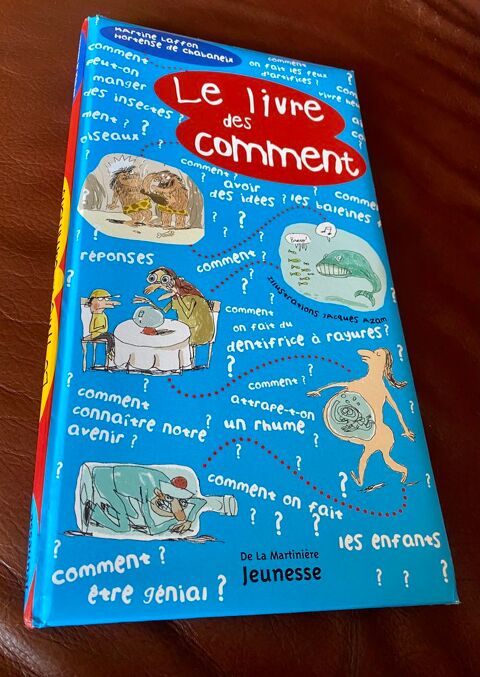 Martine Laffon
Hortense de Chabaneix
comment
peut-on
manger
des insectes ?
comment
on fait les feux
d'artifices ?
ment ?
oiseaux
Le livre
des
comment
comment ?
avoir
des idées ?
les baleines
Bravo !
réponses
comment ?
Illustrations Jacques Azam
comment
on fait du
dentifrice à rayures ?
comment ?
attrape-t-on
un rhume ?
comment
connaître notre
avenir ?
comment on fait
les enfants
?
comment ?
être génial ?
De La Martinière
Jeunesse